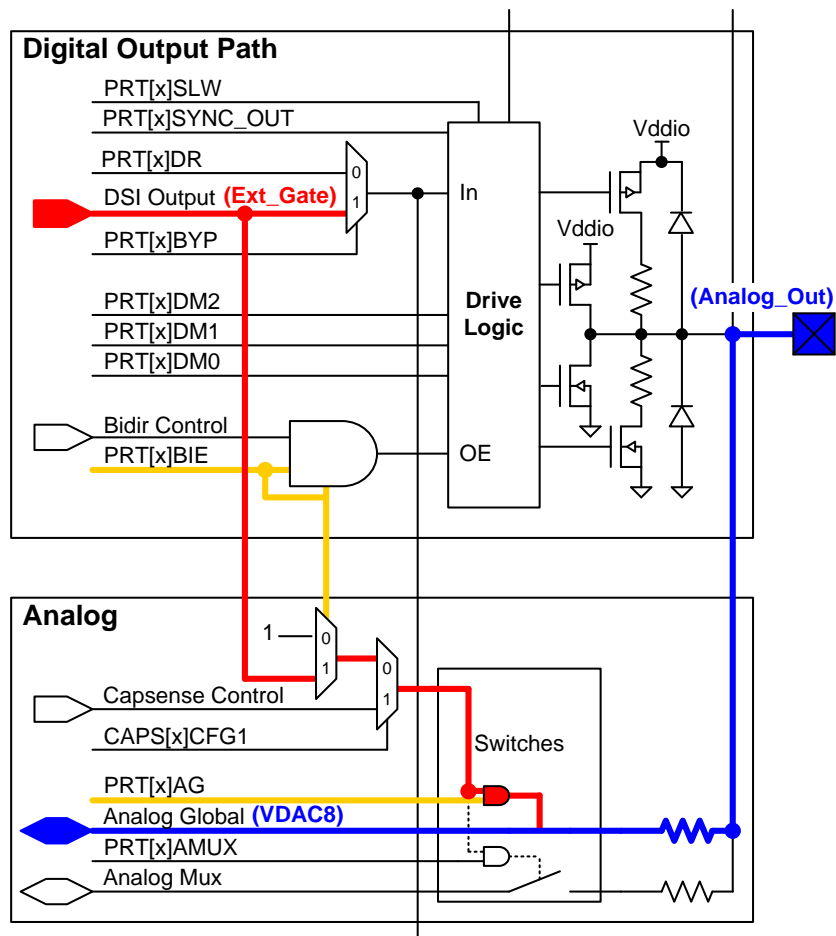 Digital Output Path
PRT[x]SLW
PRT[x]SYNC_OUT
PRT[x]DR
DSI Output (Ext_Gate)
PRT[x]BYP
0
1
In
Vddio
Vddio
Drive
Logic
(Analog_Out)
PRT[x]DM2
PRT[x]DM1
PRT[x]DM0
Bidir Control
PRT[x]BIE
OE
Analog
1
0
1
0
1
Capsense Control
CAPS[x]CFG1
Switches
PRT[x]AG
Analog Global (VDAC8)
PRT[x]AMUX
Analog Mux